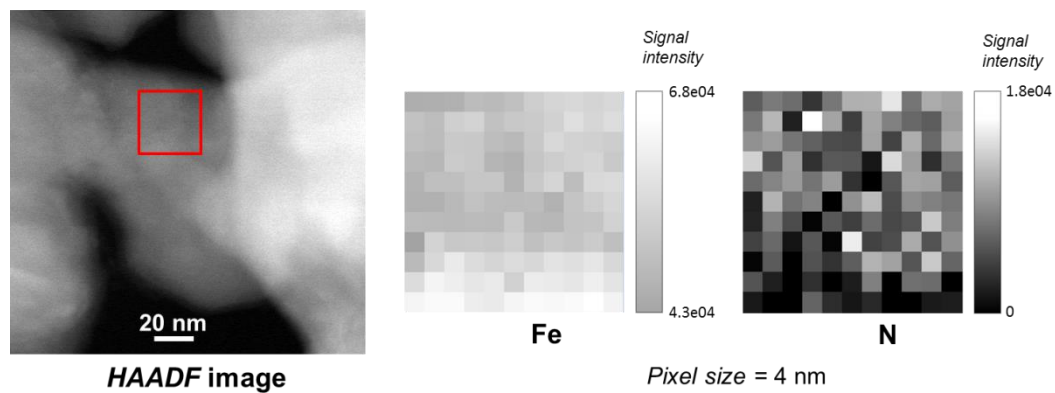 Signal
intensity
6.8e04
4.3e04
Signal
intensity
1.8e04
0
20 nm
Fe
N
HAADF image
Pixel size = 4 nm